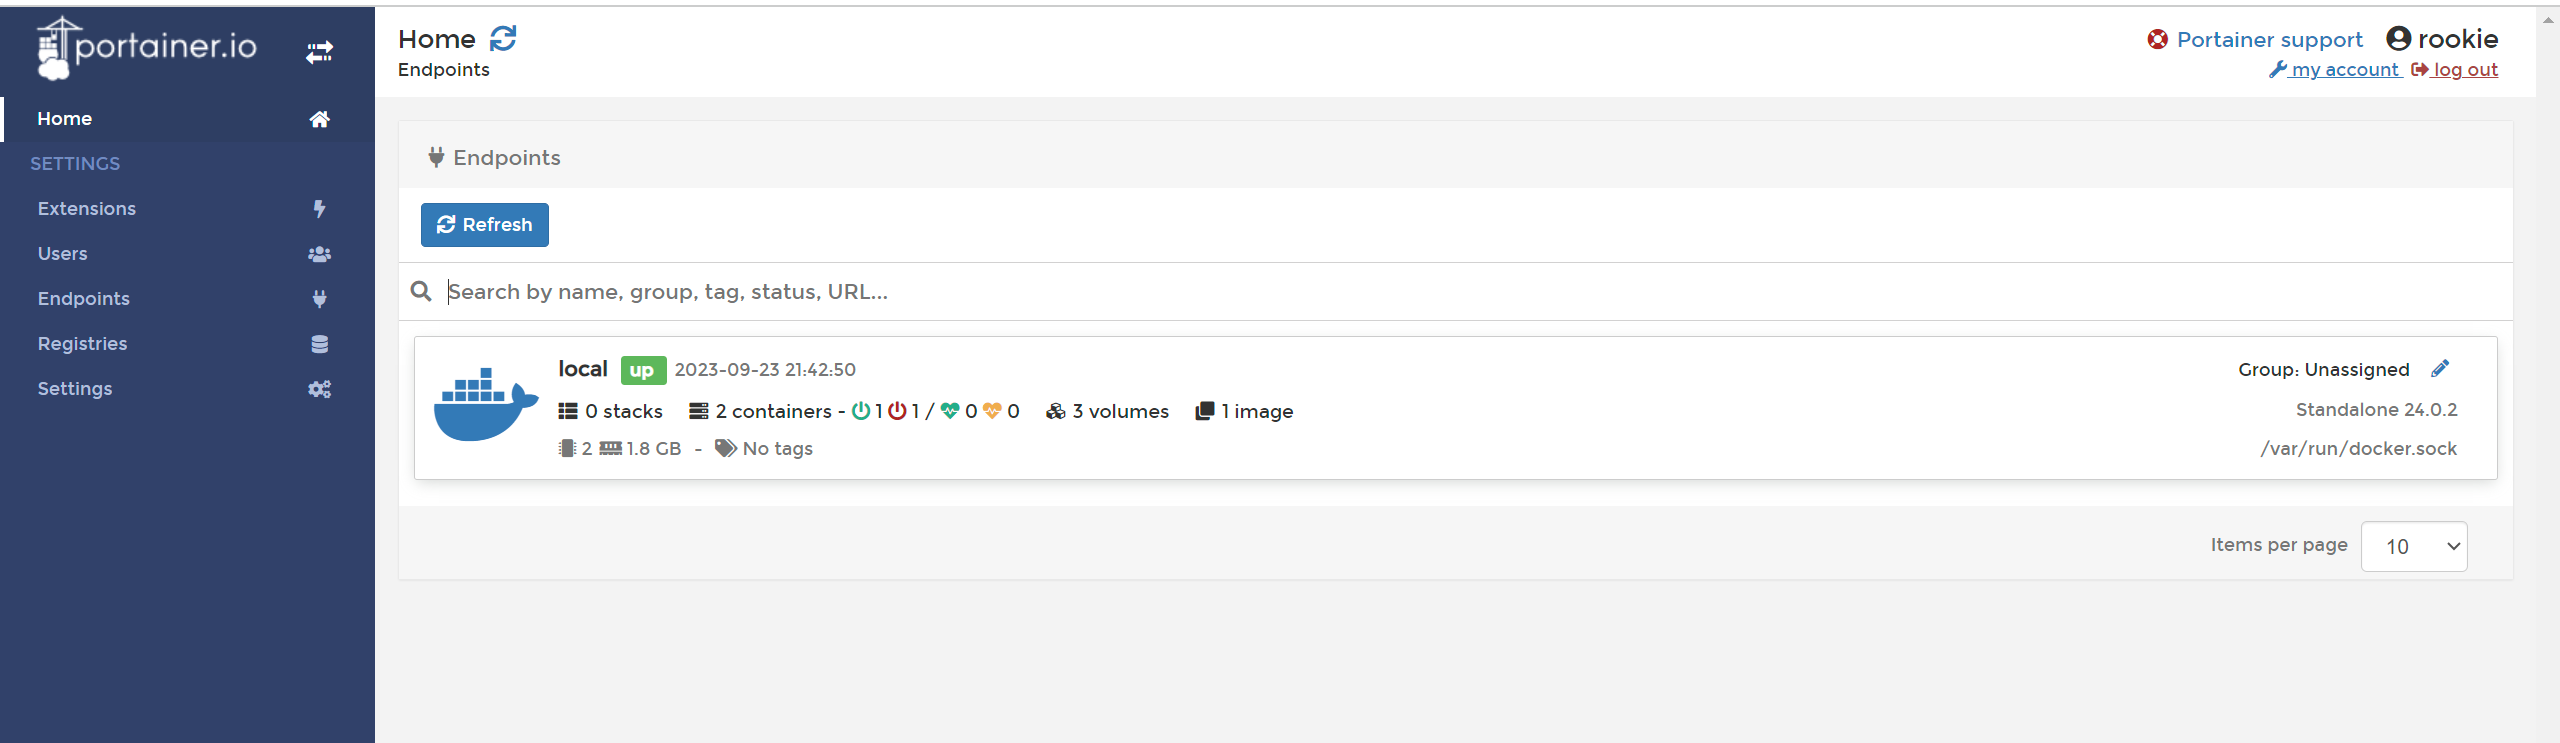 portainer.io
Home
SETTINGS
Extensions
Users
Endpoints
Registries
Settings
Home
Endpoints
Portainer support rookie
my account log out
Endpoints
Refresh
Search by name, group, tag, status, URL...
local up 2023-09-23 21:42:50
0 stacks 2 containers - 1 1 / 0 0 3 volumes 1 image
2 1.8 GB - No tags
Group: Unassigned
Standalone 24.0.2
/var/run/docker.sock
Items per page 10